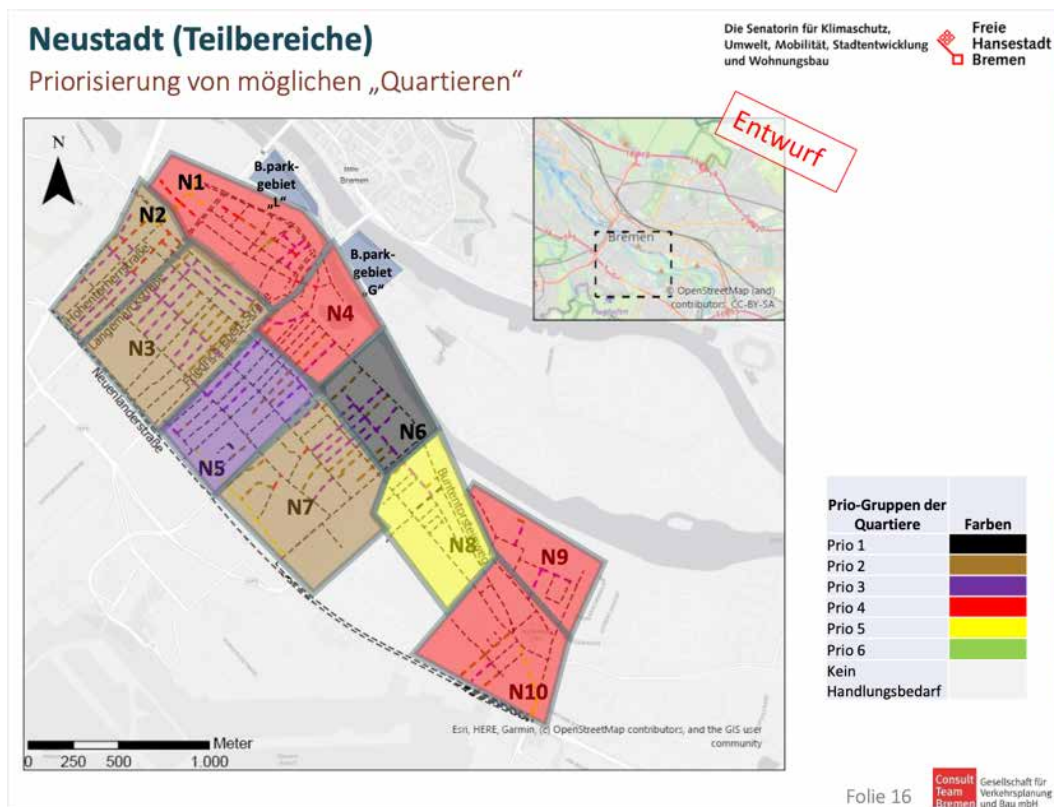 Neustadt (Teilbereiche)
Priorisierung von möglichen „Quartieren“
Die Senatorin für Klimaschutz,
Umwelt, Mobilität, Stadtentwicklung
und Wohnungsbau
Freie
Hansestadt
Bremen
Entwurf
N
N1
B.park-
gebiet
„L“
Bremen
N2
B.park-
gebiet
„G“
Bremen
© OpenStreetMap (and)
contributors, CC-BY-SA
Hohentorherrnstraße
Langemarckstraße
N4
N3
Neuenlanderstraße
N6
N5
N7
Buntentorsteinweg
N8
N9
N10
Prio-Gruppen der
Quartiere
Farben
Prio 1
Prio 2
Prio 3
Prio 4
Prio 5
Prio 6
Kein
Handlungsbedarf
Esri, HERE, Garmin, (c) OpenStreetMap contributors, and the GIS user
community
Meter
0 250 500 1.000
Folie 16
Consult
Team
Bremen
Gesellschaft für
Verkehrsplanung
und Bau mbH